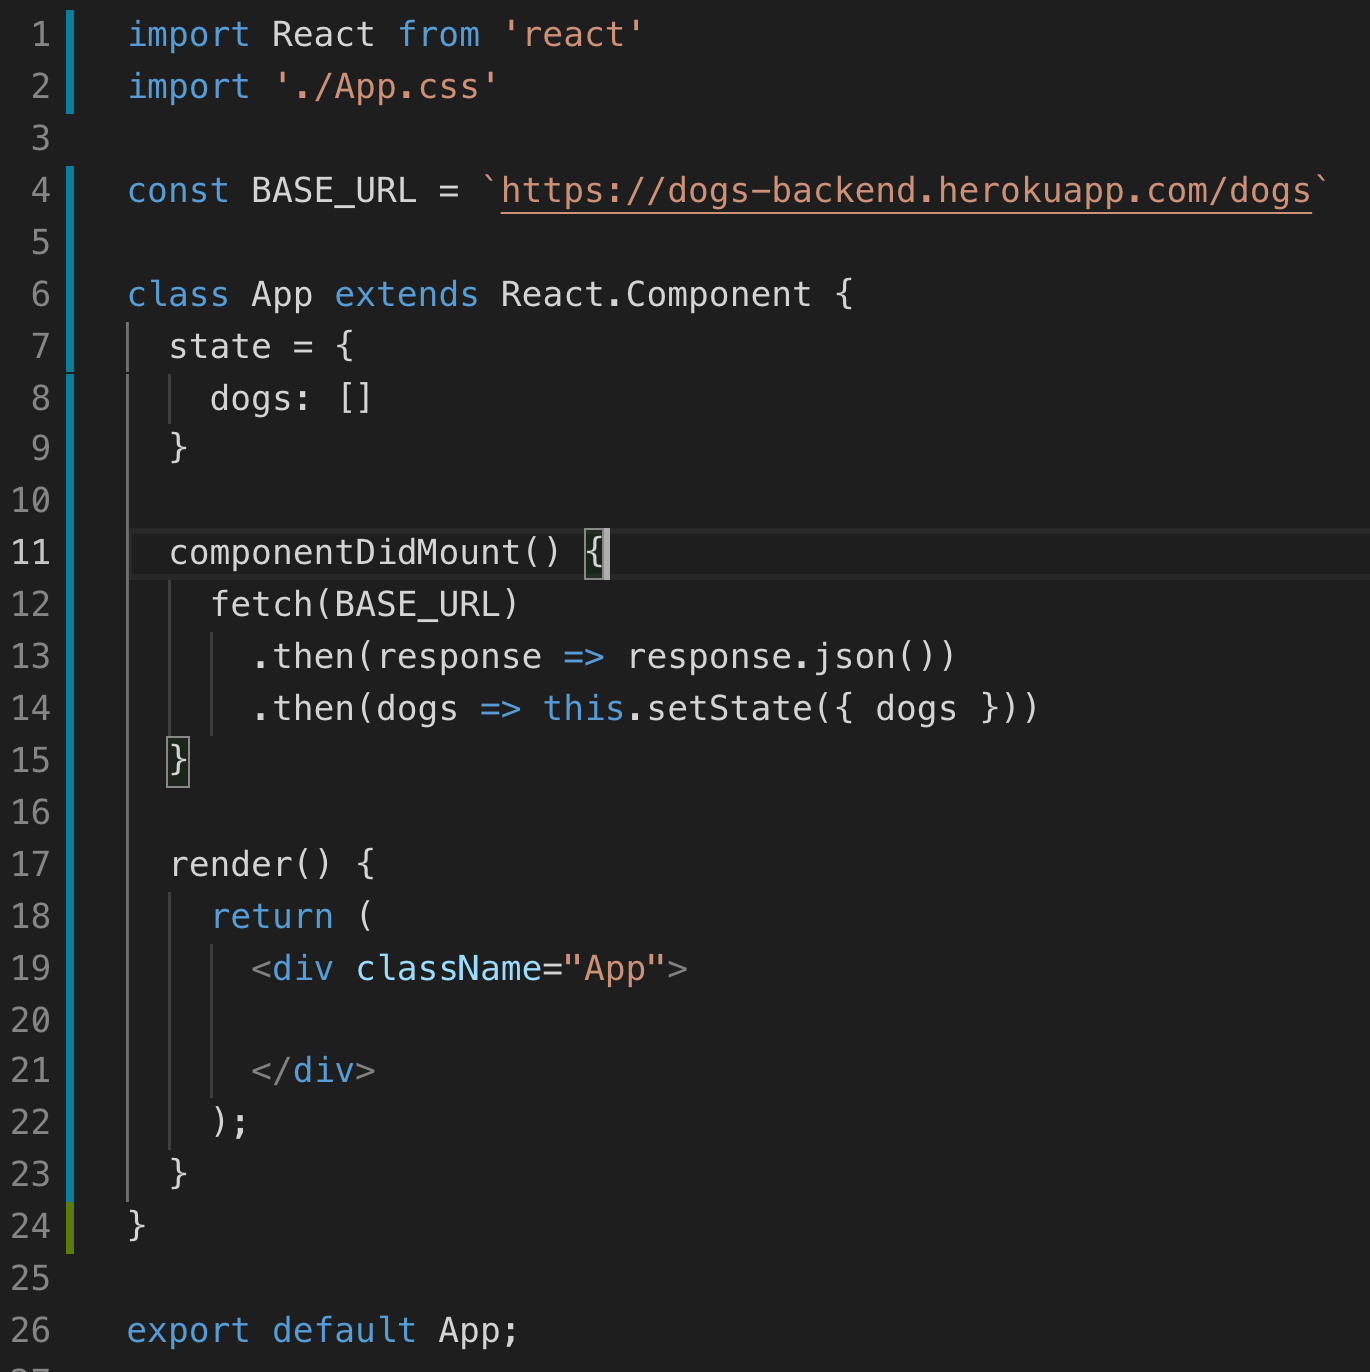 1 import React from 'react'
2 import './App.css'
3
4 const BASE_URL = `https://dogs-backend.herokuapp.com/dogs`
5
6 class App extends React.Component {
7   state = {
8     dogs: []
9   }
10
11   componentDidMount() {
12     fetch(BASE_URL)
13       .then(response => response.json())
14       .then(dogs => this.setState({ dogs }))
15   }
16
17   render() {
18     return (
19       <div className="App">
20
21       </div>
22     );
23   }
24 }
25
26 export default App;